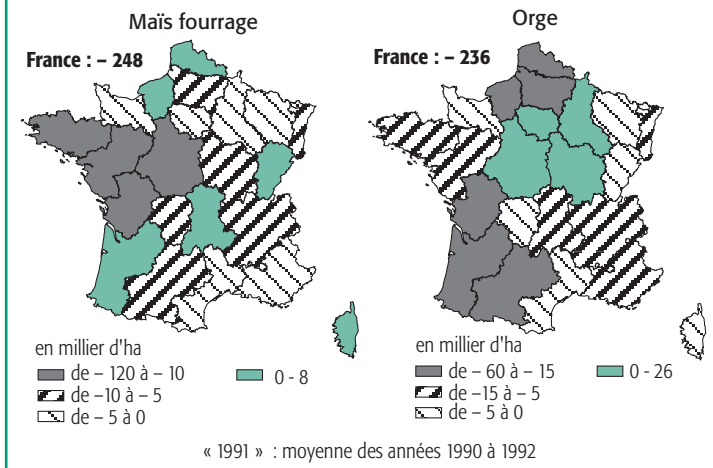 Maïs fourrage
France : – 248
en millier d'ha
de – 120 à – 10
0 - 8
de –10 à – 5
de – 5 à 0
Orge
France : – 236
en millier d'ha
de – 60 à – 15
0 - 26
de –15 à – 5
de – 5 à 0
« 1991 » : moyenne des années 1990 à 1992